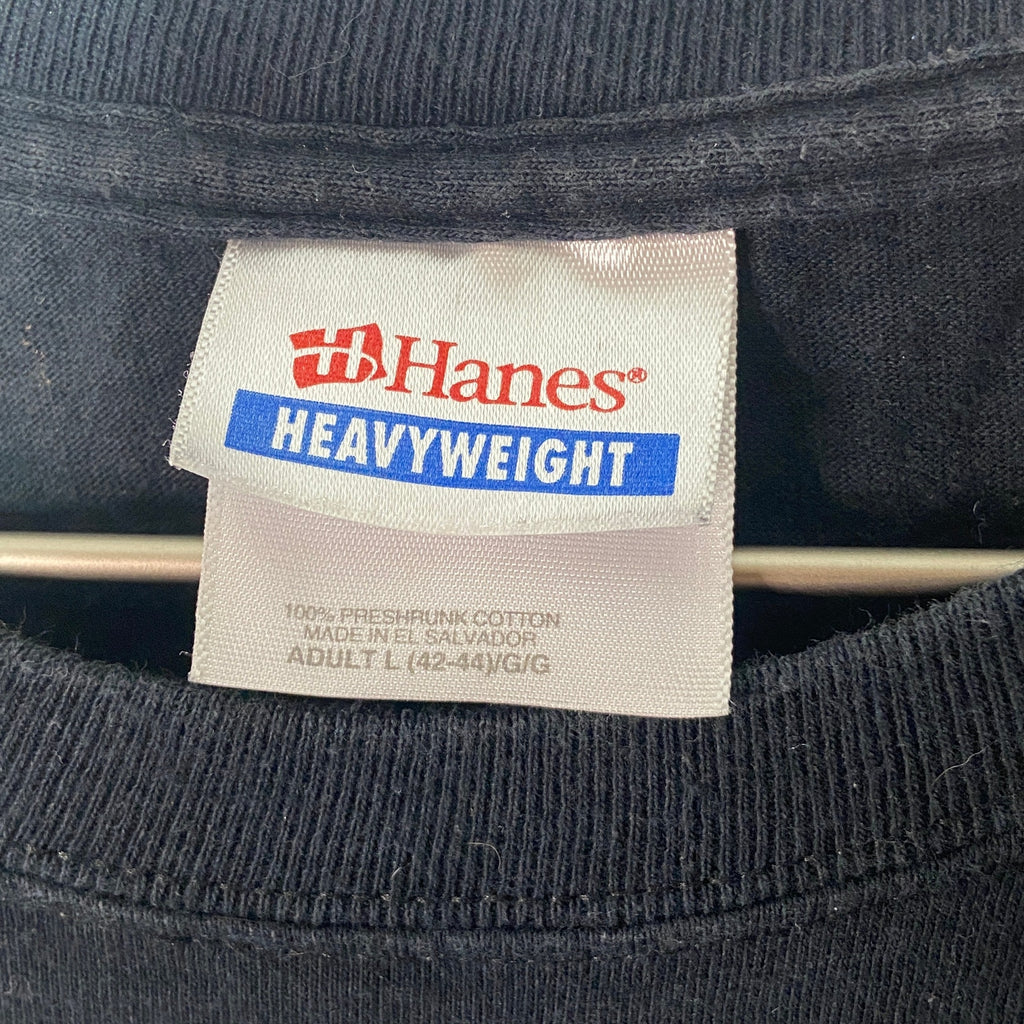 Hanes®
HEAVYWEIGHT
100% PRESHRUNK COTTON
MADE IN EL SALVADOR
ADULT L (42-44)/G/G